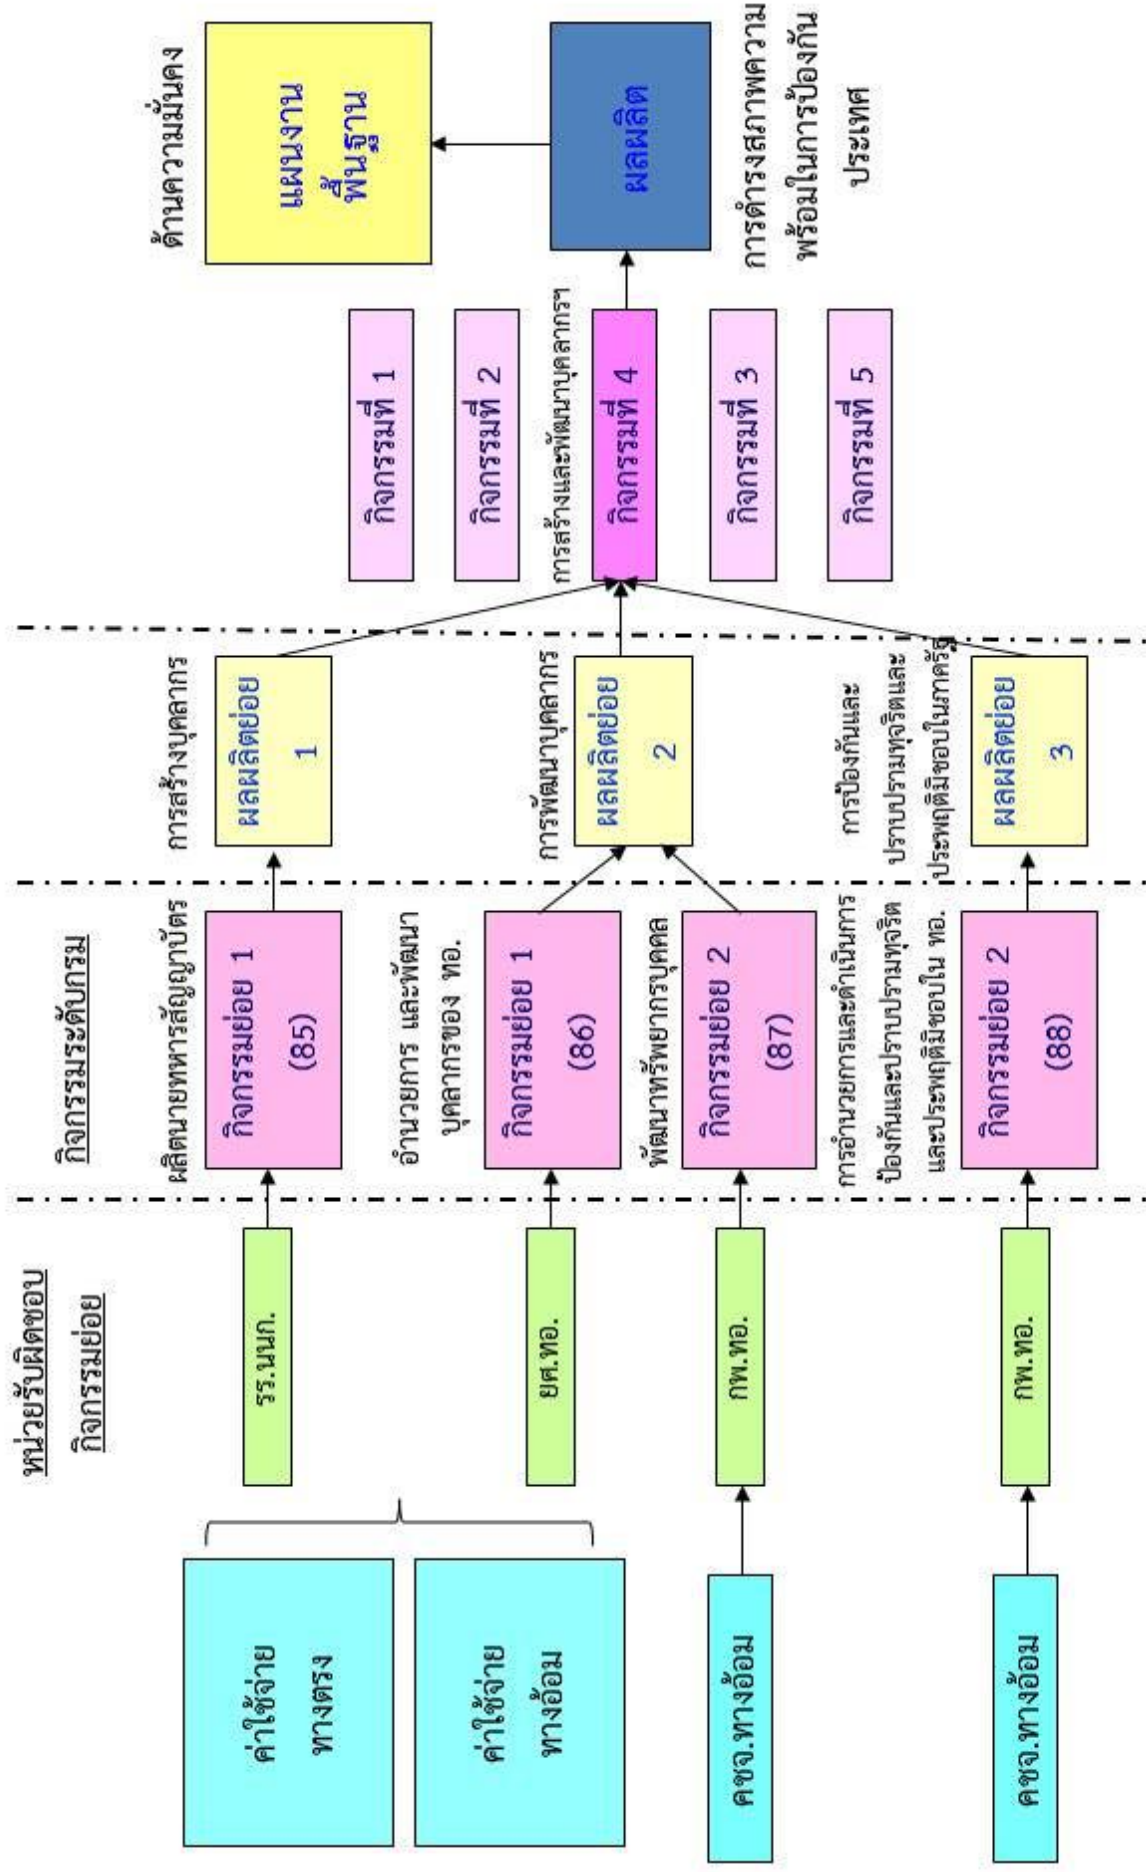 หน่วยรับผิดชอบ
กิจกรรมย่อย
กิจกรรมระดับกรม
ค่าใช้จ่าย
ทางตรง
ค่าใช้จ่าย
ทางอ้อม
คชจ.ทางอ้อม
คชจ.ทางอ้อม
รร.นนก.
ยศ.ทอ.
กพ.ทอ.
กพ.ทอ.
ผลิตนายทหารสัญญาบัตร
กิจกรรมย่อย 1
(85)
อำนวยการ และพัฒนา
บุคลากรของ ทอ.
กิจกรรมย่อย 1
(86)
พัฒนาทรัพยากรบุคคล
กิจกรรมย่อย 2
(87)
การอำนวยการและดำเนินการ
ป้องกันและปราบปรามทุจริต
และประพฤติมิชอบใน ทอ.
กิจกรรมย่อย 2
(88)
การสร้างบุคลากร
ผลผลิตย่อย
1
การพัฒนาบุคลากร
ผลผลิตย่อย
2
การป้องกันและ
ปราบปรามทุจริตและ
ประพฤติมิชอบในภาครัฐ
ผลผลิตย่อย
3
กิจกรรมที่ 1
กิจกรรมที่ 2
การสร้างและพัฒนาบุคลากรฯ
กิจกรรมที่ 4
กิจกรรมที่ 3
กิจกรรมที่ 5
ด้านความมั่นคง
แผนงาน
พื้นฐาน
ผลผลิต
การดำรงสภาพความ
พร้อมในการป้องกัน
ประเทศ